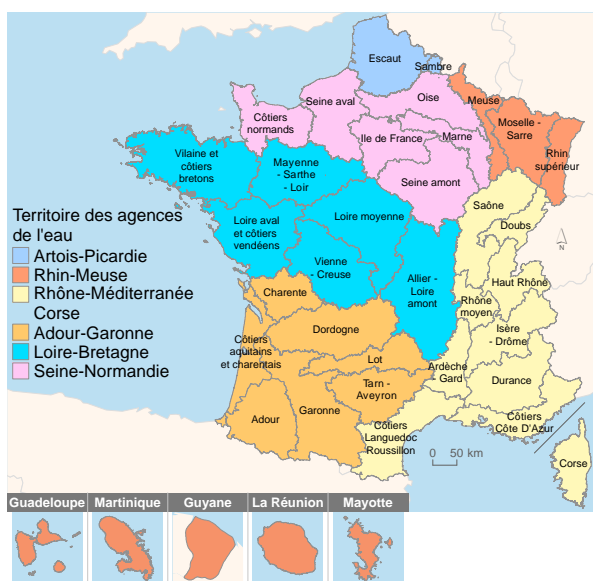 Escaut
Sambre
Oise
Meuse
Seine aval
Côtiers
normands
Moselle -
Sarre
Ile de France
Marne
Rhin
supérieur
Vilaine et
côtiers
bretons
Mayenne
- Sarthe
- Loir
Seine amont
Saône
Doubs
Loire aval
et côtiers
vendéens
Loire moyenne
Vienne
- Creuse
Allier -
Loire
amont
N
Haut Rhône
Rhône
moyen
Isère -
Drôme
Charente
Dordogne
Côtiers
aquitains
et charentais
Lot
Ardèche
Gard
Tarn -
Aveyron
Durance
Adour
Garonne
Côtiers
Languedoc
Roussillon
Côtiers
Côte D'Azur
Corse
0 50 km
Territoire des agences
de l'eau
Artois-Picardie
Rhin-Meuse
Rhône-Méditerranée
Corse
Adour-Garonne
Loire-Bretagne
Seine-Normandie
Guadeloupe Martinique Guyane La Réunion Mayotte